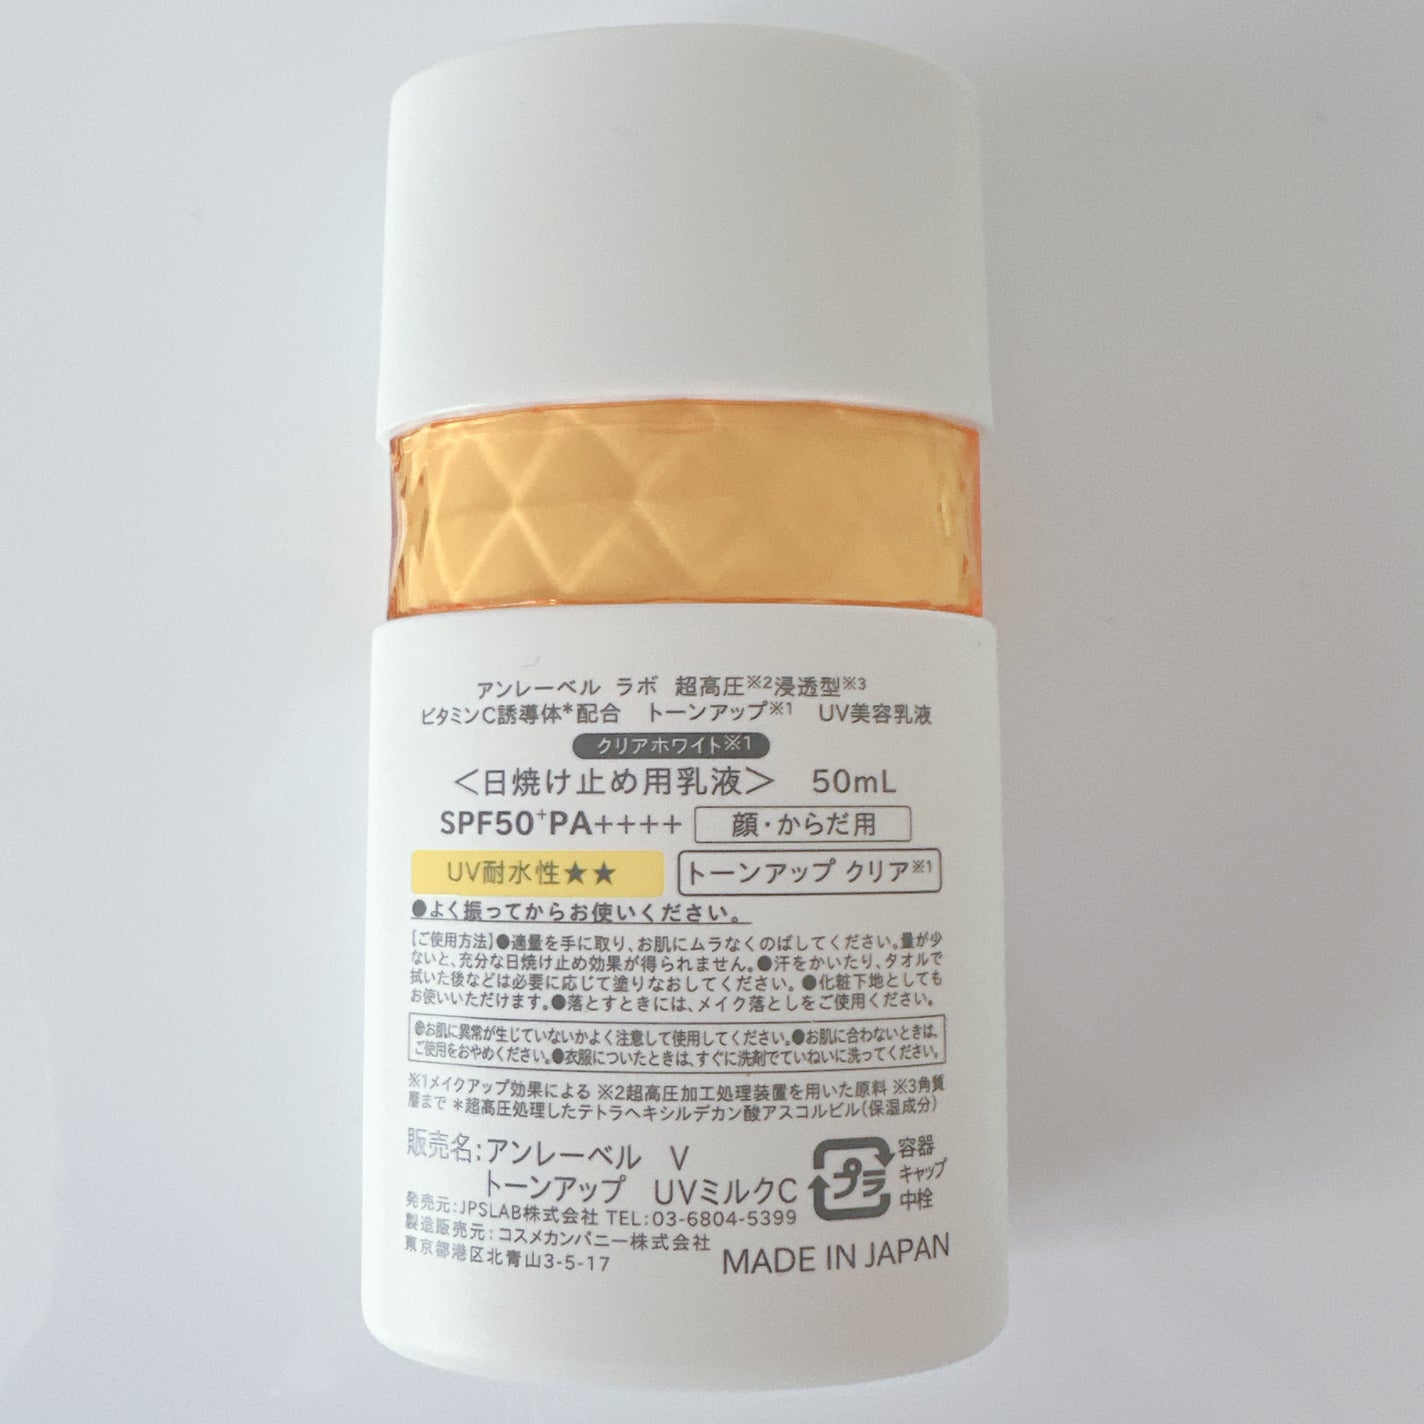 アンレーベル ラボ 超高圧※2浸透型※3
ビタミンC誘導体*配合 トーンアップ※1 UV美容乳液
クリアホワイト※1
＜日焼け止め用乳液＞ 50mL
SPF50+PA++++ 顔・からだ用
UV耐水性★★ トーンアップ クリア※1
●よく振ってからお使いください。
【ご使用方法】●適量を手に取り、お肌にムラなくのばしてください。量が少
ないと、充分な日焼け止め効果が得られません。●汗をかいたり、タオルで
拭いた後などは必要に応じて塗りなおしてください。●化粧下地としても
お使いいただけます。●落とすときには、メイク落としをご使用ください。
●お肌に異常が生じていないかよく注意して使用してください。●お肌に合わないときは、
ご使用をおやめください。●衣服についたときは、すぐに洗剤でていねいに洗ってください。
※1メイクアップ効果による ※2超高圧加工処理装置を用いた原料 ※3角質
層まで *超高圧処理したテトラヘキシルデカン酸アスコルビル(保湿成分)
販売名:アンレーベル V
トーンアップ UVミルクC
発売元:JPSLAB株式会社 TEL:03-6804-5399
製造販売元:コスメカンパニー株式会社
東京都港区北青山3-5-17
プラ
容器
キャップ
中栓
MADE IN JAPAN